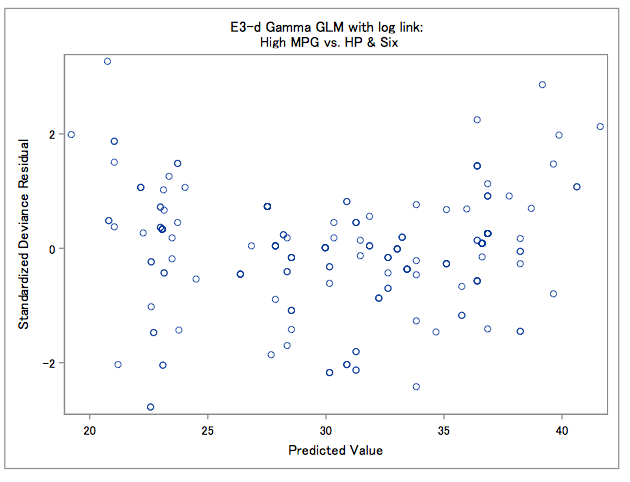 E3-d Gamma GLM with log link:
High MPG vs. HP & Six
Standardized Deviance Residual
2
0
-2
20 25 30 35 40
Predicted Value